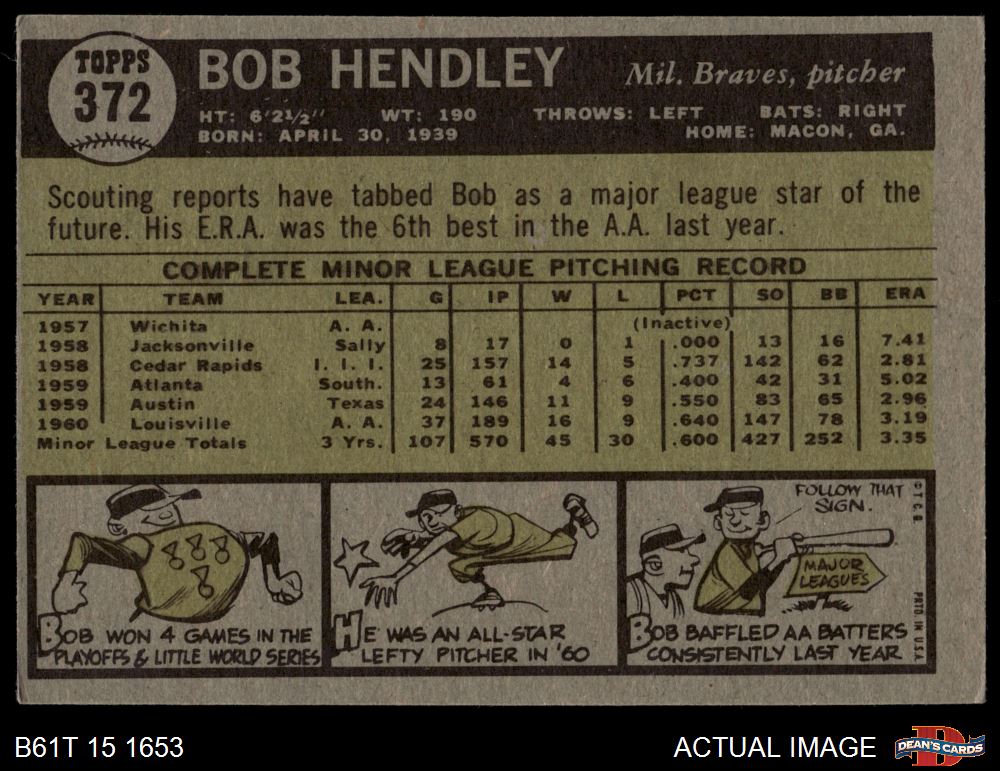 TOPPS
372
BOB HENDLEY
Mil. Braves, pitcher
HT: 6'2½" WT: 190 THROWS: LEFT BATS: RIGHT
BORN: APRIL 30, 1939 HOME: MACON, GA.
Scouting reports have tabbed Bob as a major league star of the
future. His E.R.A. was the 6th best in the A.A. last year.
COMPLETE MINOR LEAGUE PITCHING RECORD
YEAR TEAM LEA. G IP W L PCT SO BB ERA
1957 Wichita A. A. (Inactive)
1958 Jacksonville Sally 8 17 0 1 .000 13 16 7.41
1958 Cedar Rapids I. I. I. 25 157 14 5 .737 142 62 2.81
1959 Atlanta South. 13 61 4 6 .400 42 31 5.02
1959 Austin Texas 24 146 11 9 .550 83 65 2.96
1960 Louisville A. A. 37 189 16 9 .640 147 78 3.19
Minor League Totals 3 Yrs. 107 570 45 30 .600 427 252 3.35
BOB WON 4 GAMES IN THE
PLAYOFFS & LITTLE WORLD SERIES
HE WAS AN ALL-STAR
LEFTY PITCHER IN '60
FOLLOW THAT
SIGN.
MAJOR
LEAGUES
BOB BAFFLED AA BATTERS
CONSISTENTLY LAST YEAR
© T. C. G.
PRTD. IN U.S.A.
B61T 15 1653
ACTUAL IMAGE
D
DEAN'S CARDS